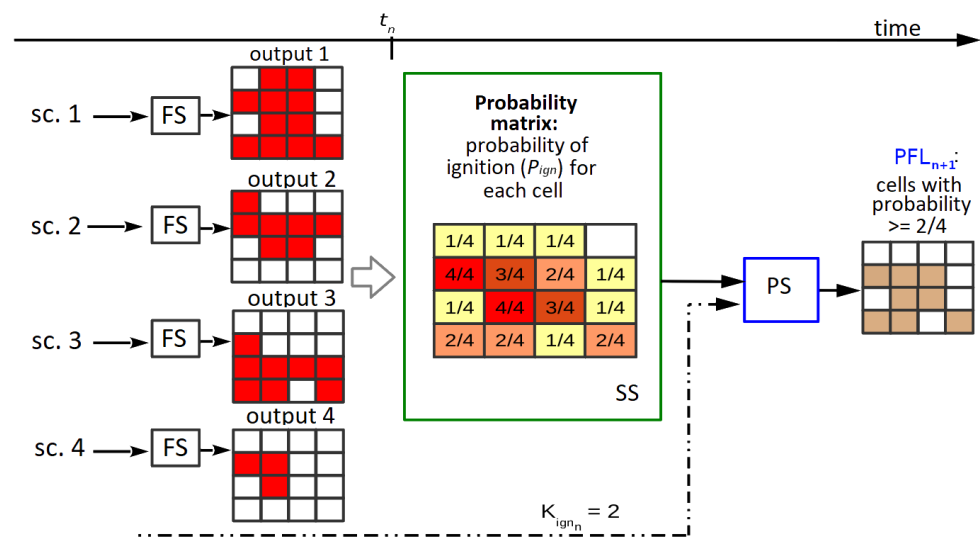 t_n
time
output 1
sc. 1
FS
output 2
sc. 2
FS
output 3
sc. 3
FS
output 4
sc. 4
FS
Probability
matrix:
probability of
ignition (P_ign) for
each cell
1/4 1/4 1/4
4/4 3/4 2/4 1/4
1/4 4/4 3/4 1/4
2/4 2/4 1/4 2/4
SS
K_ign_n = 2
PS
PFL_n+1:
cells with
probability
>= 2/4